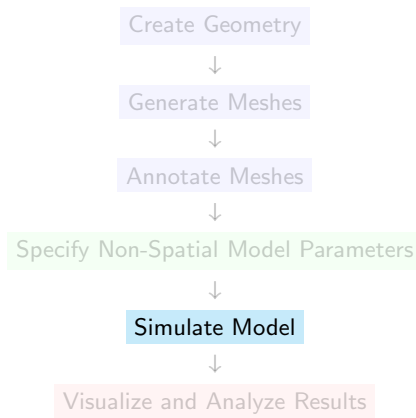 Create Geometry
↓
Generate Meshes
↓
Annotate Meshes
↓
Specify Non-Spatial Model Parameters
↓
Simulate Model
↓
Visualize and Analyze Results